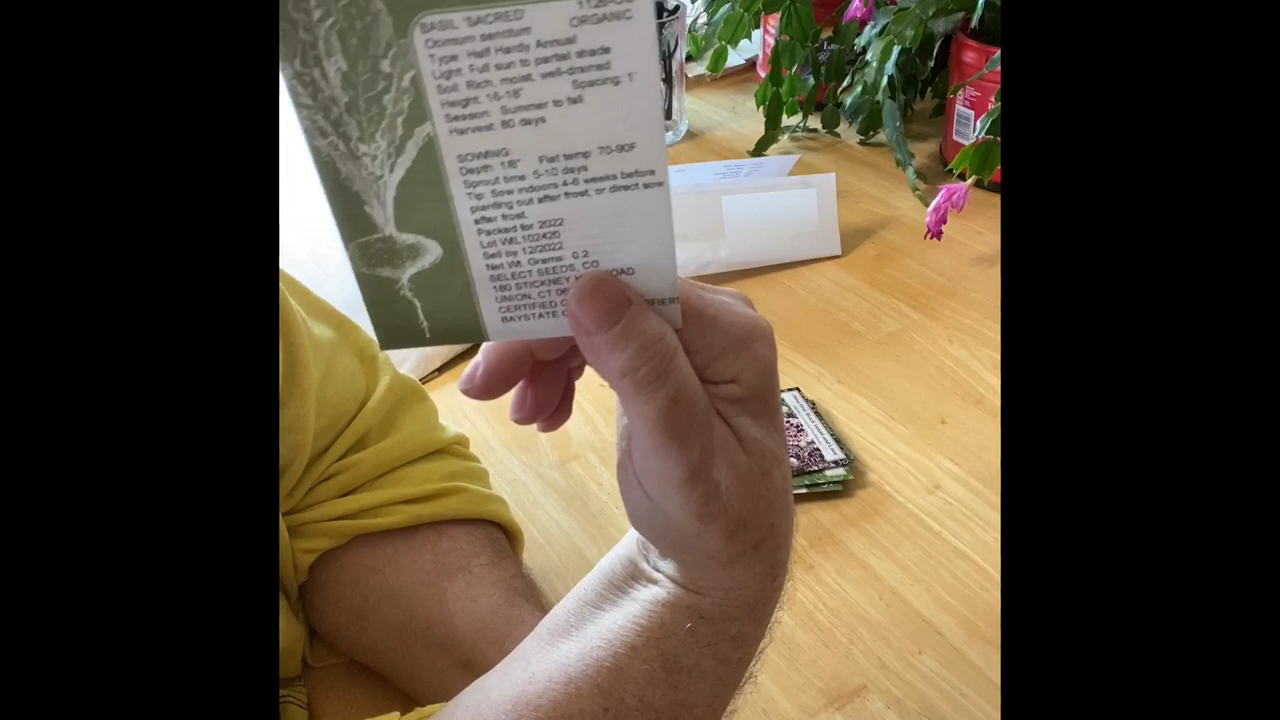 BASIL 'SACRED'
ORGANIC
Ocimum sanctum
Type: Half Hardy Annual
Light: Full sun to partial shade
Soil: Rich, moist, well-drained
Height: 16-18" Spacing: 1'
Season: Summer to fall
Harvest: 80 days
SOWING
Depth: 1/8" Flat temp: 70-90F
Sprout time: 5-10 days
Tip: Sow indoors 4-6 weeks before
planting out after frost, or direct sow
after frost.
Packed for 2022
Lot WIL102420
Sell by 12/2022
Net Wt. Grams: 0.2
SELECT SEEDS, CO
180 STICKNEY H ROAD
UNION, CT 06
CERTIFIED
BAYSTATE